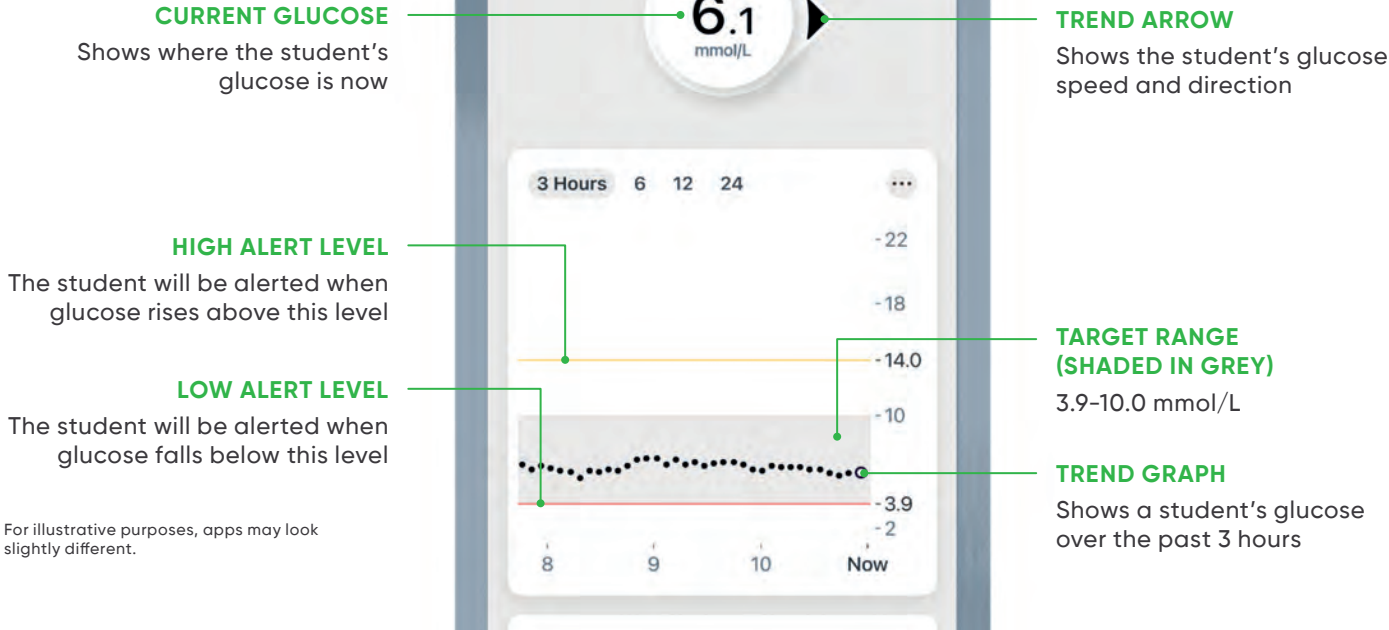 CURRENT GLUCOSE
Shows where the student's
glucose is now
6.1
mmol/L
TREND ARROW
Shows the student's glucose
speed and direction
3 Hours 6 12 24
HIGH ALERT LEVEL
The student will be alerted when
glucose rises above this level
LOW ALERT LEVEL
The student will be alerted when
glucose falls below this level
For illustrative purposes, apps may look
slightly different.
-22
-18
-14.0
-10
-3.9
-2
8 9 10 Now
TARGET RANGE
(SHADED IN GREY)
3.9–10.0 mmol/L
TREND GRAPH
Shows a student's glucose
over the past 3 hours